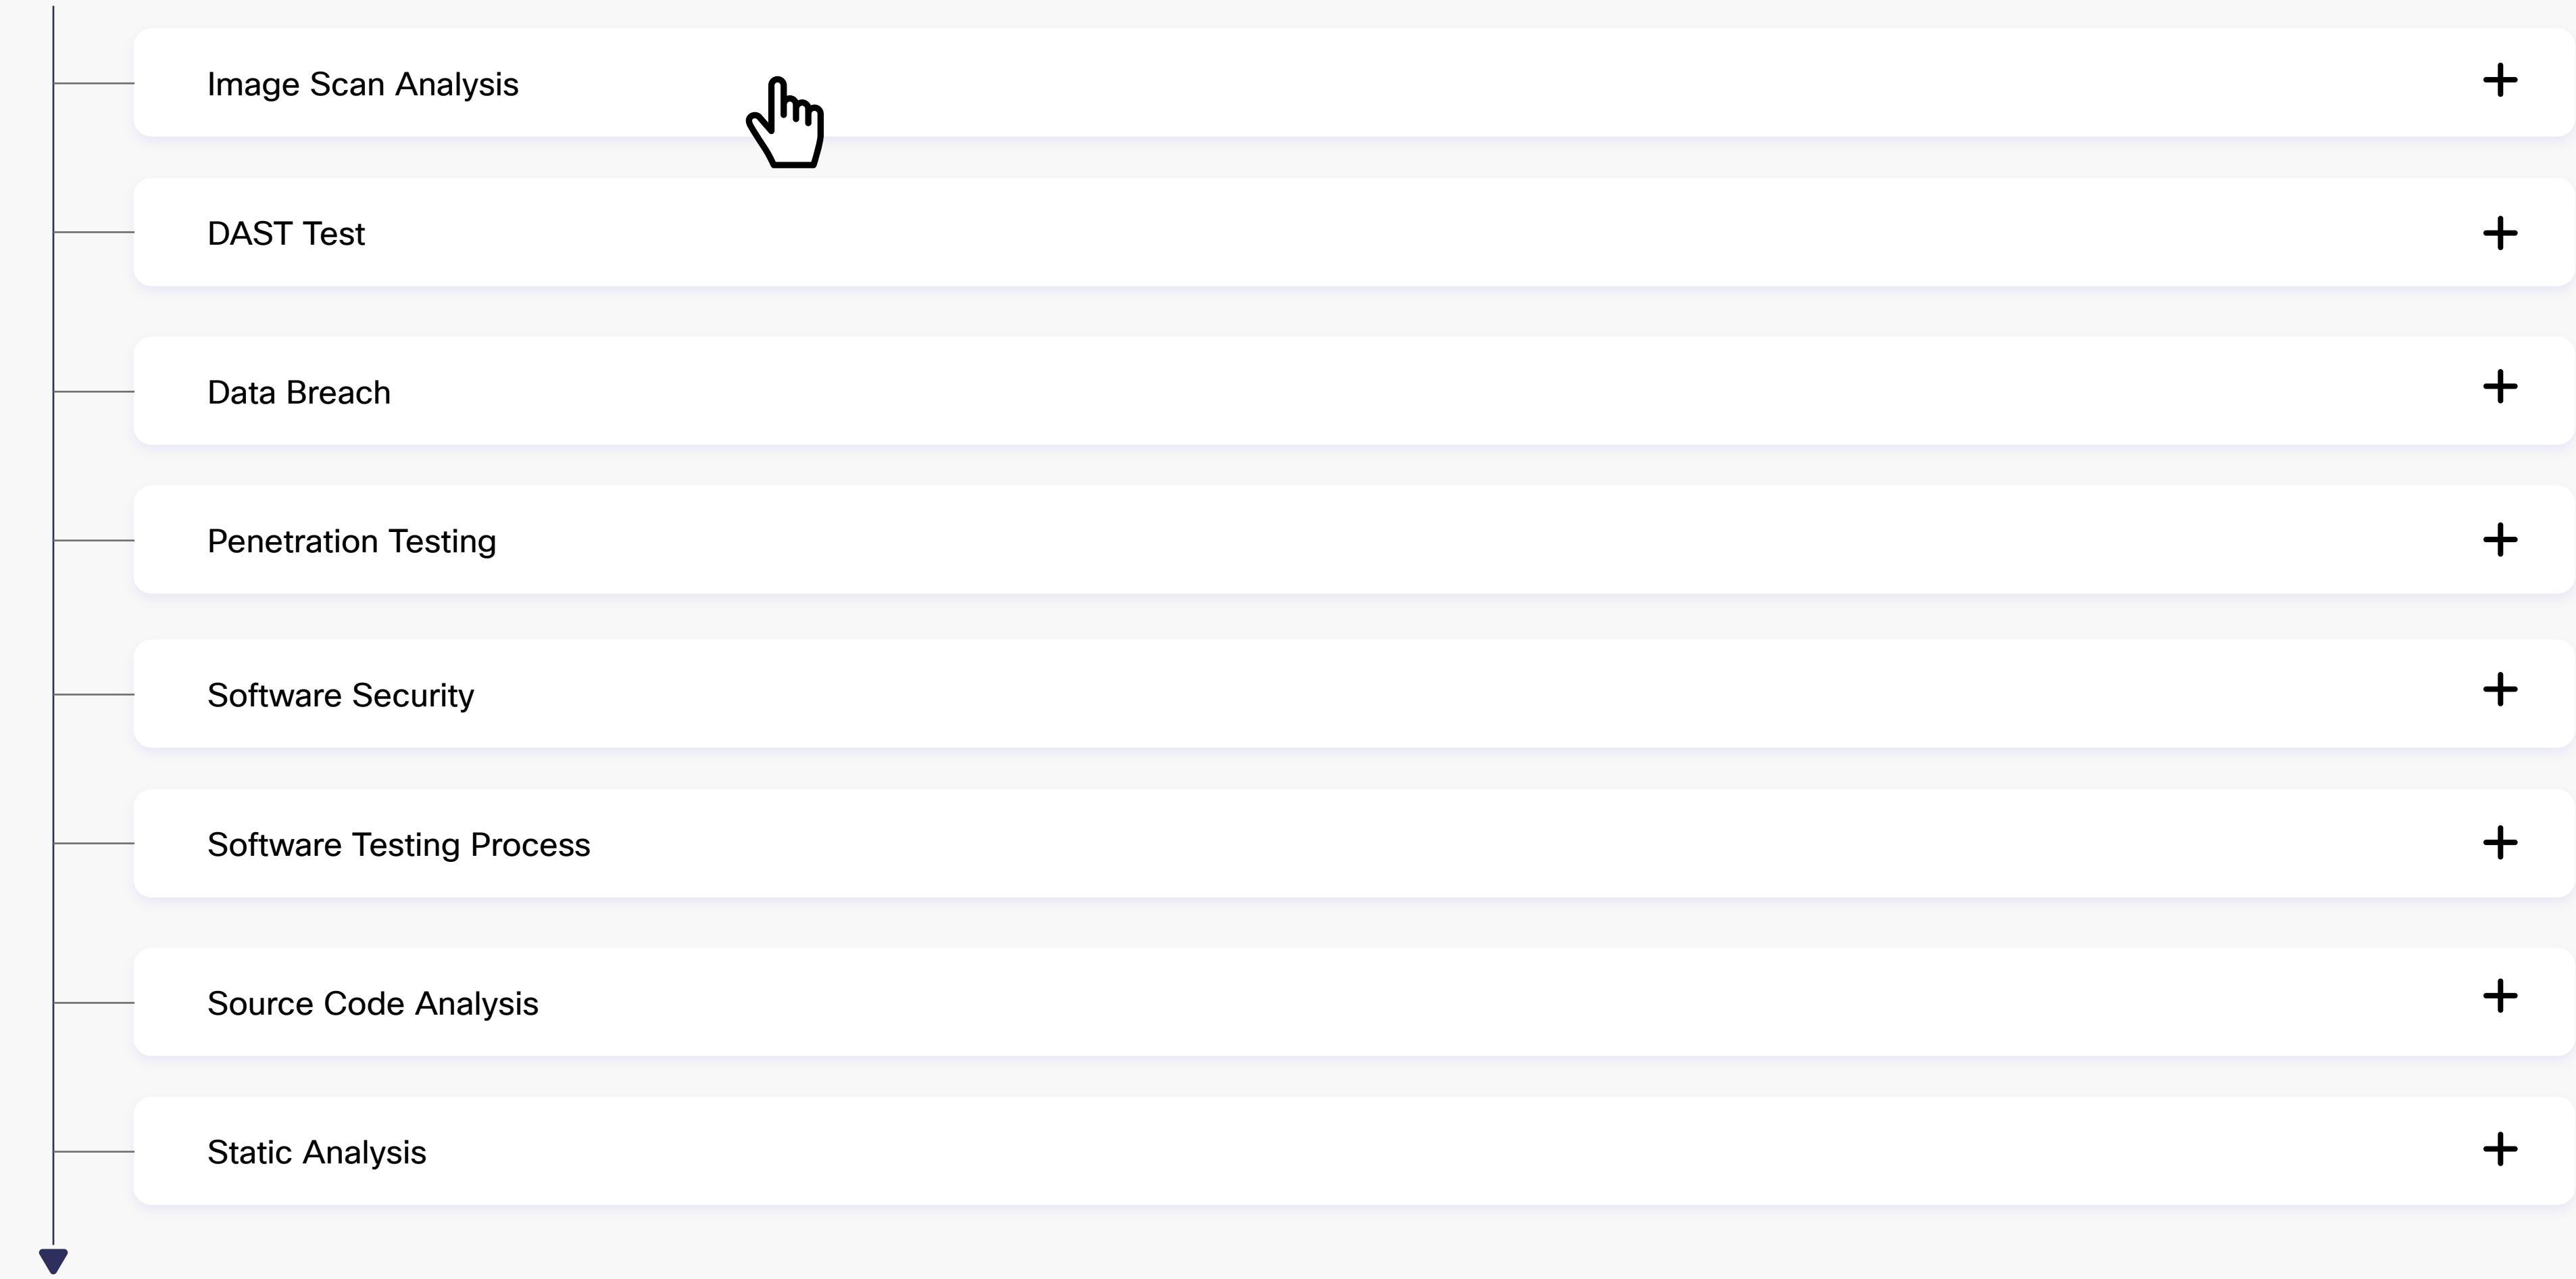 Image Scan Analysis
DAST Test
Data Breach
Penetration Testing
Software Security
Software Testing Process
Source Code Analysis
Static Analysis